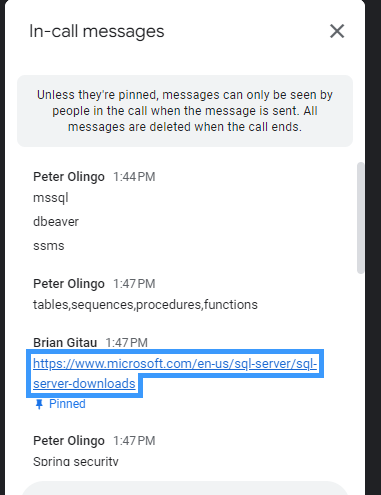 In-call messages
Unless they're pinned, messages can only be seen by
people in the call when the message is sent. All
messages are deleted when the call ends.
Peter Olingo 1:44 PM
mssql
dbeaver
ssms
Peter Olingo 1:47 PM
tables,sequences,procedures,functions
Brian Gitau 1:47 PM
https://www.microsoft.com/en-us/sql-server/sql-
server-downloads
Pinned
Peter Olingo 1:47 PM
Spring security